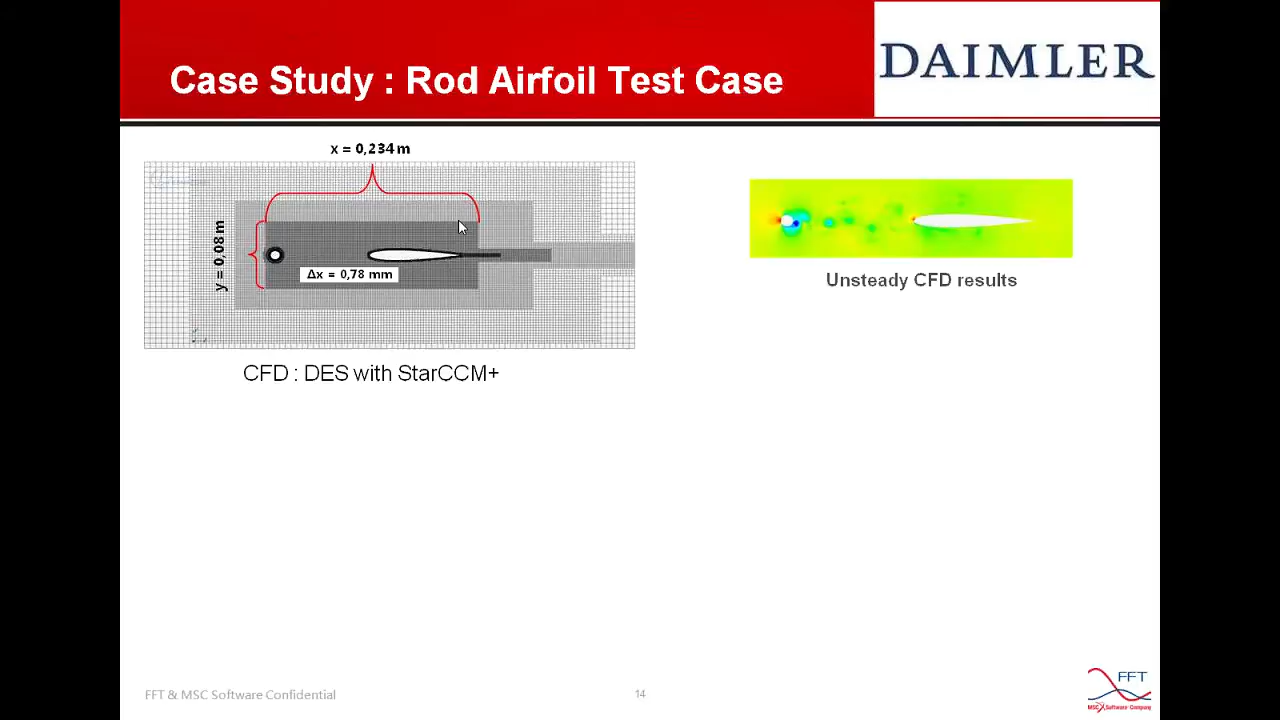 Case Study : Rod Airfoil Test Case
DAIMLER
x = 0,234 m
y = 0,08 m
Δx = 0,78 mm
CFD : DES with StarCCM+
Unsteady CFD results
FFT & MSC Software Confidential
14
FFT
MSC Software Company